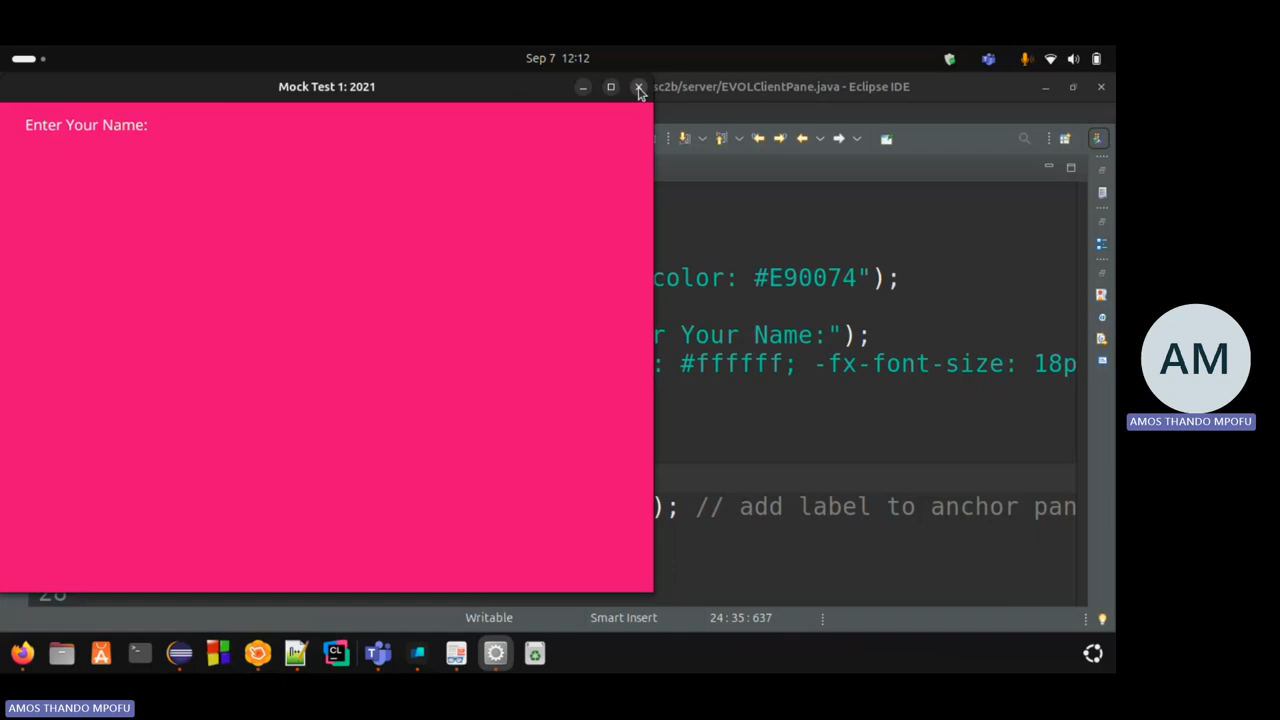 Sep 7 12:12
Mock Test 1: 2021
sc2b/server/EVOLClientPane.java - Eclipse IDE
Enter Your Name:
color: #E90074");
r Your Name:");
: #ffffff; -fx-font-size: 18p
); // add label to anchor pan
28
Writable
Smart Insert
24 : 35 : 637
CL
AM
AMOS THANDO MPOFU
AMOS THANDO MPOFU